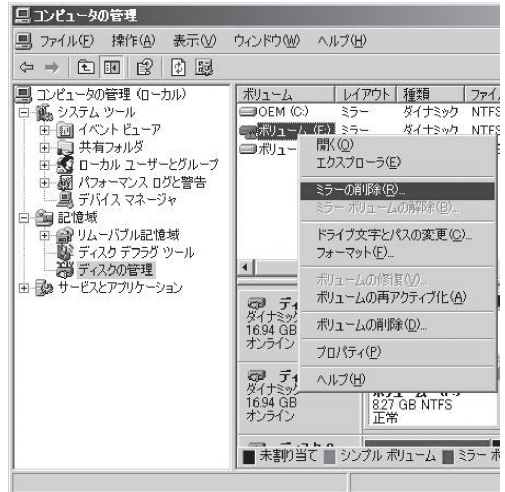 コンピュータの管理
ファイル(F) 操作(A) 表示(V) ウィンドウ(W) ヘルプ(H)
コンピュータの管理 (ローカル)
システム ツール
イベント ビューア
共有フォルダ
ローカル ユーザーとグループ
パフォーマンス ログと警告
デバイス マネージャ
記憶域
リムーバブル記憶域
ディスク デフラグ ツール
ディスクの管理
サービスとアプリケーション
ボリューム レイアウト 種類 ファイ
OEM (C:) ミラー ダイナミック NTFS
ボリューム (E:) ミラー ダイナミック NTFS
ボリュー
開く(O)
エクスプローラ(E)
ミラーの削除(R)...
ミラー ボリュームの解除(B)...
ドライブ文字とパスの変更(C)...
フォーマット(F)...
ボリュームの修復(V)...
ボリュームの再アクティブ化(A)
ボリュームの削除(D)...
プロパティ(P)
ヘルプ(H)
ダイナミック
16.94 GB
オンライン
ダイナミック
16.94 GB
オンライン
8.27 GB NTFS
正常
未割り当て シンプル ボリューム ミラー